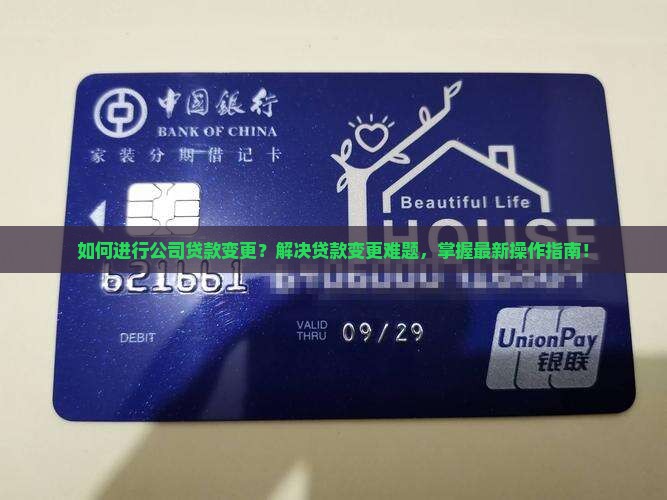 中国银行
BANK OF CHINA
家装分期借记卡
Beautiful Life
HOUSE
如何进行公司贷款变更？解决贷款变更难题，掌握最新操作指南！
DEBIT
VALID
THRU
09/29
UnionPay
银联